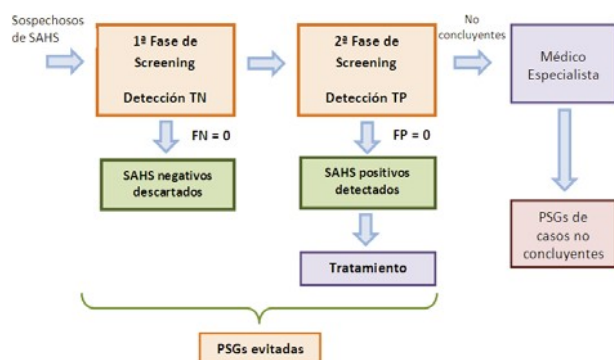 Sospechosos
de SAHS
1ª Fase de
Screening
Detección TN
2ª Fase de
Screening
Detección TP
No
concluyentes
Médico
Especialista
FN = 0
FP = 0
SAHS negativos
descartados
SAHS positivos
detectados
PSGs de
casos no
concluyentes
Tratamiento
PSGs evitadas